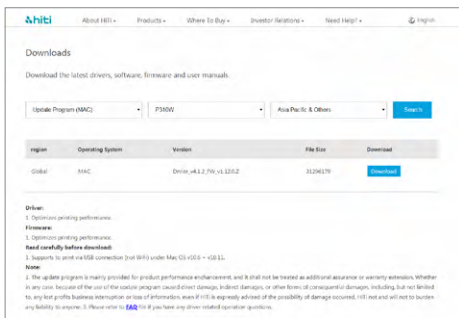 hiti
About HiTi
Products
Where To Buy
Investor Relations
Need Help?
English
Downloads
Download the latest drivers, software, firmware and user manuals.
Update Program (MAC)
P310W
Asia Pacific & Others
Search
region Operating System Version File Size Download
Global MAC 31296179 Download
Driver:
1. Optimizes printing performance.
Firmware:
1. Optimizes printing performance.
Read carefully before download:
1. Supports to print via USB connection (not WiFi) under Mac OS v10.6 ~ v10.11.
Note:
1. The update program is mainly provided for product performance enhancement, and it shall not be treated as additional assurance or warranty extension. Whether
in any case, because of the use of the update program caused direct damage, indirect damages, or other forms of consequential damages, including, but not limited
to, any lost profits business interruption or loss of information, even if HiTi is expressly advised of the possibility of damage occurred, HiTi not and will not to burden
any liability to anyone. 2. Please refer to FAQ file if you have any driver related operation questions.